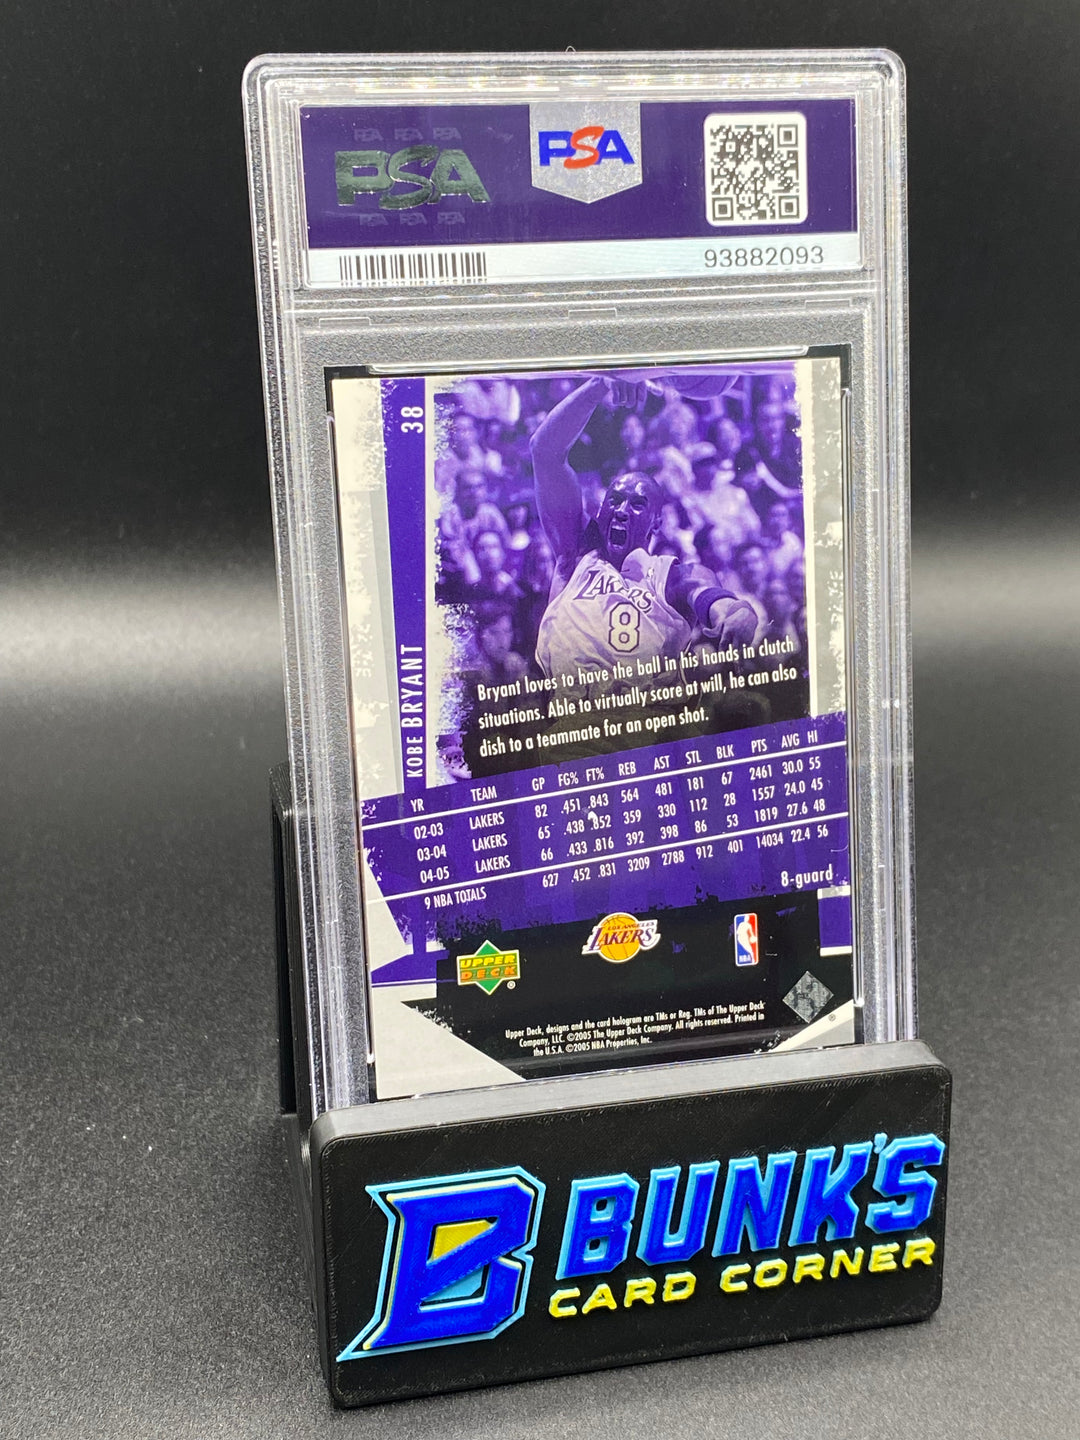 PSA PSA PSA
PSA
PSA PSA PSA
PSA
93882093
38
KOBE BRYANT
LAKERS
8
Bryant loves to have the ball in his hands in clutch
situations. Able to virtually score at will, he can also
dish to a teammate for an open shot.
YR TEAM GP FG% FT% REB AST STL BLK PTS AVG HI
02-03 LAKERS 82 .451 .843 564 481 181 67 2461 30.0 55
03-04 LAKERS 65 .438 .852 359 330 112 28 1557 24.0 45
04-05 LAKERS 66 .433 .816 392 398 86 53 1819 27.6 48
9 NBA TOTALS 627 .452 .831 3209 2788 912 401 14034 22.4 56
8-guard
UPPER
DECK
®
LOS ANGELES
LAKERS
NBA
®
Upper Deck, designs and the card hologram are TMs or Reg. TMs of The Upper Deck
Company, LLC. ©2005 The Upper Deck Company. All rights reserved. Printed in
the U.S.A. ©2005 NBA Properties, Inc.
B BUNK'S
CARD CORNER